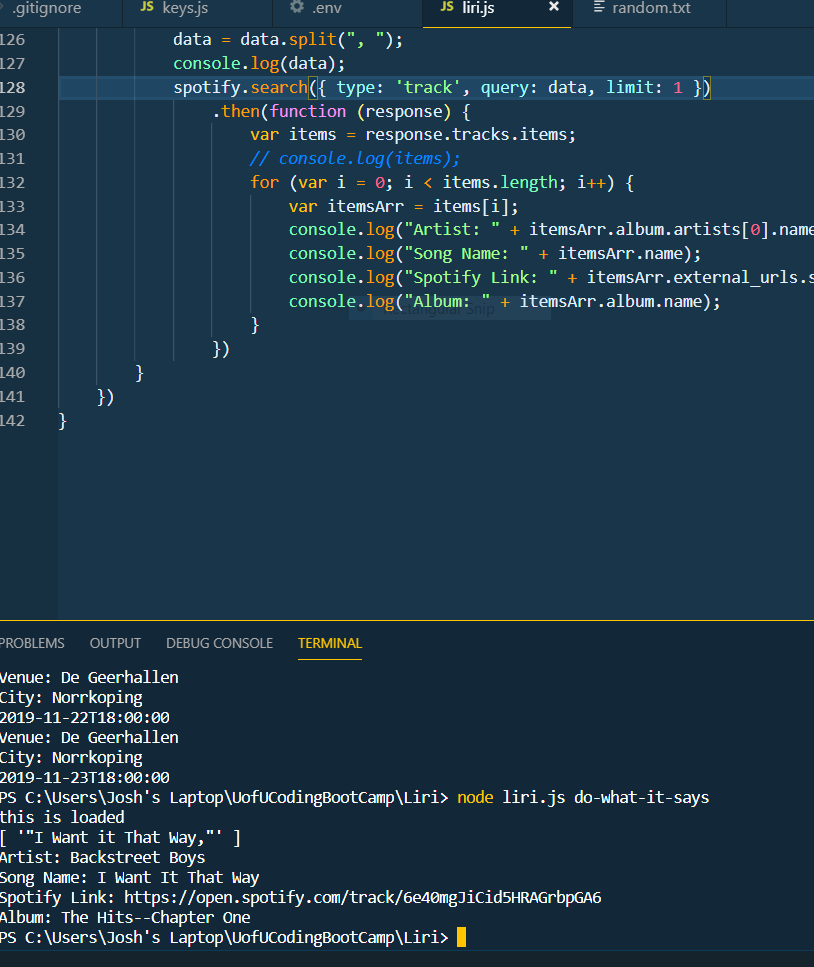 .gitignore JS keys.js .env JS liri.js × random.txt
126 data = data.split(", ");
127 console.log(data);
128 spotify.search({ type: 'track', query: data, limit: 1 })
129 .then(function (response) {
130 var items = response.tracks.items;
131 // console.log(items);
132 for (var i = 0; i < items.length; i++) {
133 var itemsArr = items[i];
134 console.log("Artist: " + itemsArr.album.artists[0].name
135 console.log("Song Name: " + itemsArr.name);
136 console.log("Spotify Link: " + itemsArr.external_urls.s
137 console.log("Album: " + itemsArr.album.name);
Rectangular Snip
138 }
139 })
140 }
141 })
142 }
PROBLEMS OUTPUT DEBUG CONSOLE TERMINAL
Venue: De Geerhallen
City: Norrkoping
2019-11-22T18:00:00
Venue: De Geerhallen
City: Norrkoping
2019-11-23T18:00:00
PS C:\Users\Josh's Laptop\UofUCodingBootCamp\Liri> node liri.js do-what-it-says
this is loaded
[ '"I Want it That Way,"' ]
Artist: Backstreet Boys
Song Name: I Want It That Way
Spotify Link: https://open.spotify.com/track/6e40mgJiCid5HRAGrbpGA6
Album: The Hits--Chapter One
PS C:\Users\Josh's Laptop\UofUCodingBootCamp\Liri>